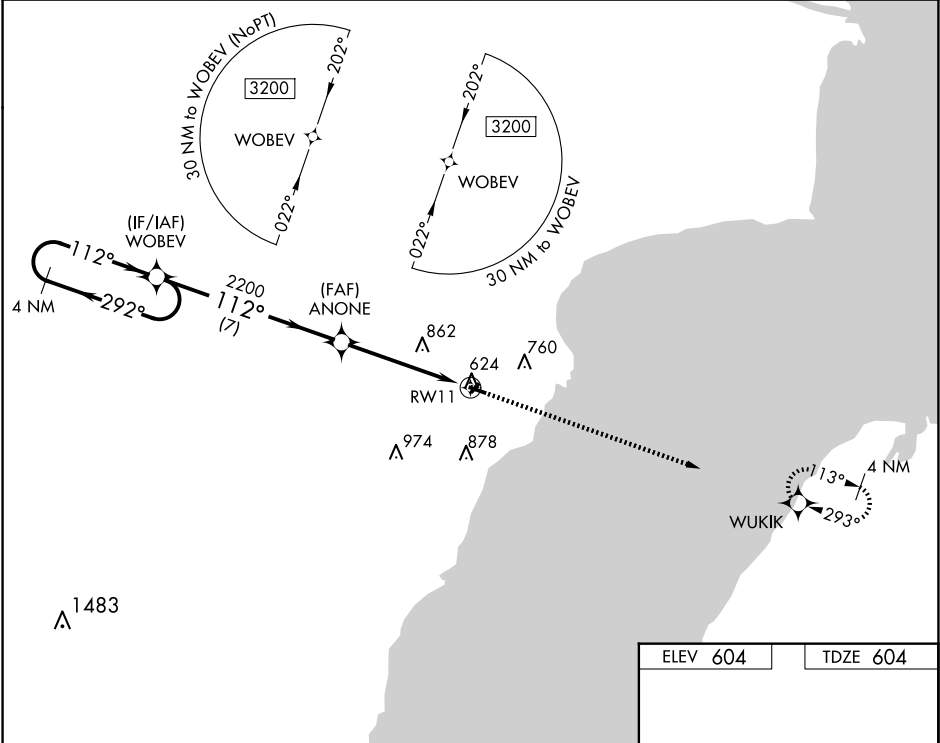 30 NM to WOBEV (NoPT)
202°
3200
WOBEV
022°
202°
3200
WOBEV
022°
30 NM to WOBEV
(IF/IAF)
WOBEV
112°
4 NM
292°
2200
112°
(7)
(FAF)
ANONE
862
760
624
RW11
974
878
113°
4 NM
WUKIK
293°
1483
ELEV 604
TDZE 604